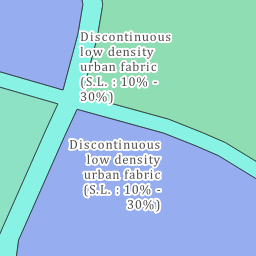 Discontinuous
low density
urban fabric
(S.L. : 10% -
30%)
Discontinuous
low density
urban fabric
(S.L. : 10% -
30%)